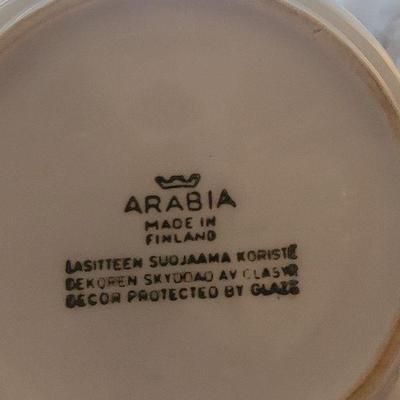 ARABIA
MADE IN
FINLAND
LASITTEEN SUOJAAMA KORISTE
DEKOREN SKYDDAD AV GLASYR
DECOR PROTECTED BY GLAZE